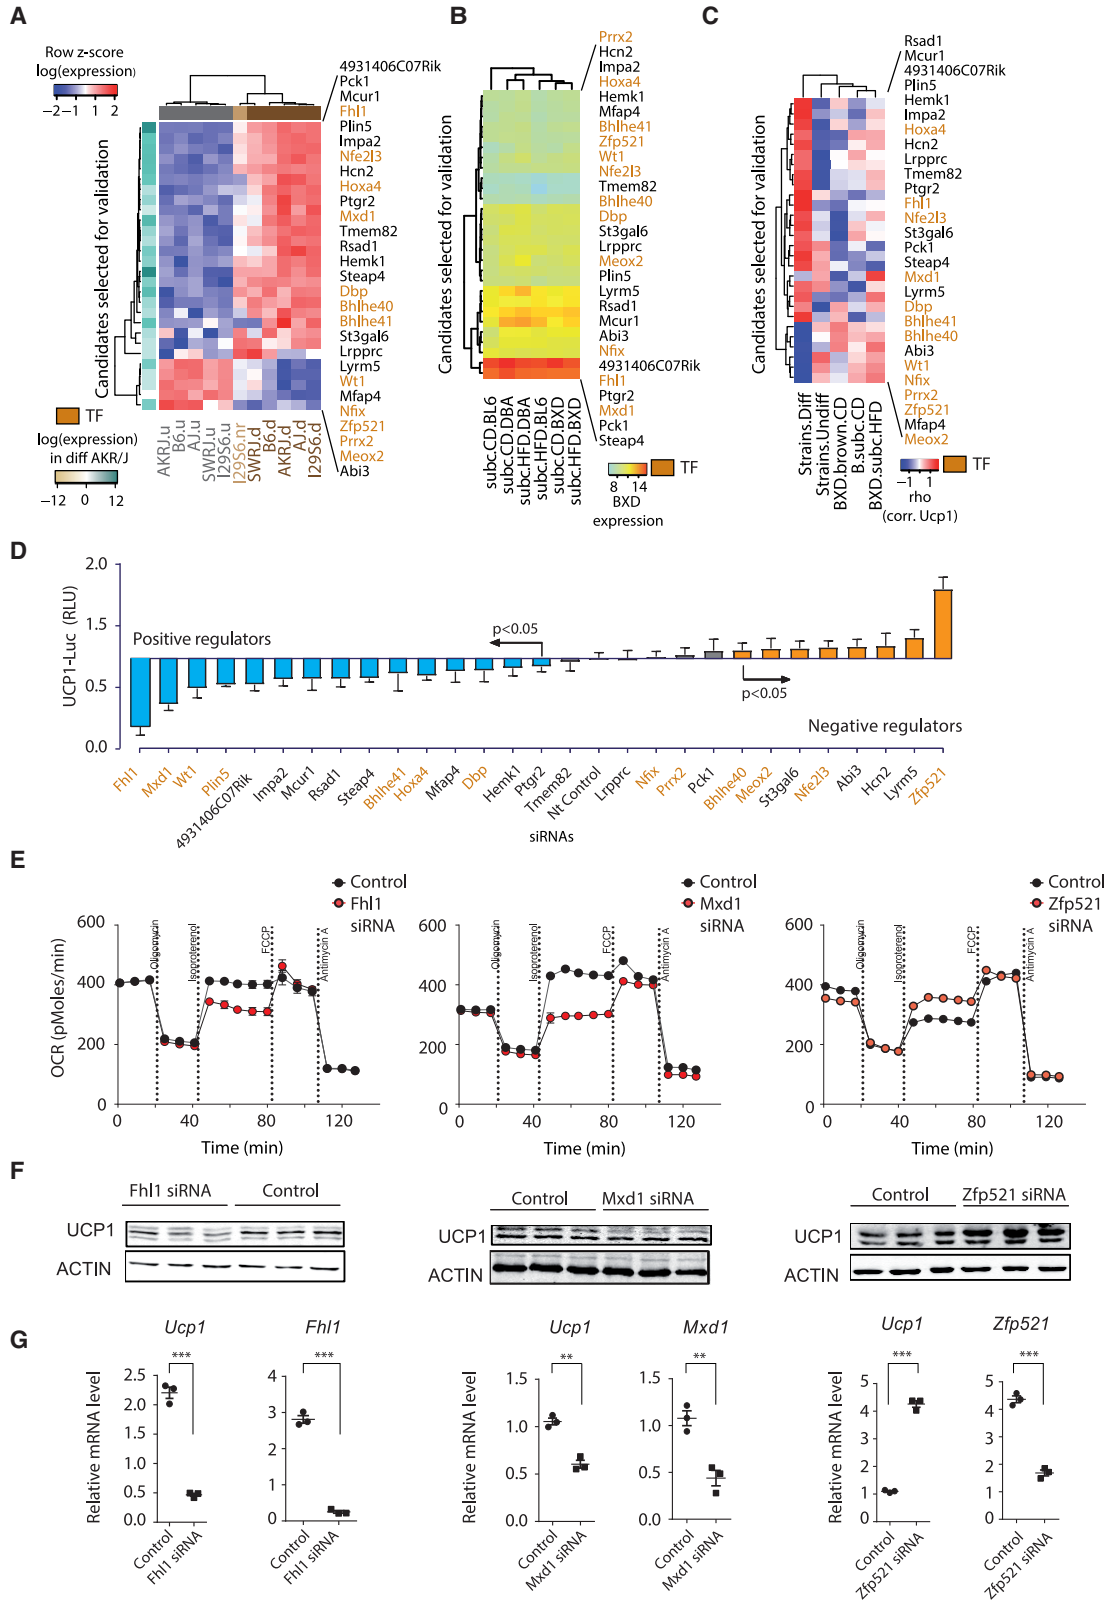 A
Row z-score
log(expression)
−2−1 1 2
Candidates selected for validation
4931406C07Rik
Pck1
Mcur1
Fhl1
Plin5
Impa2
Nfe2l3
Hcn2
Hoxa4
Ptgr2
Mxd1
Tmem82
Rsad1
Hemk1
Steap4
Dbp
Bhlhe40
Bhlhe41
St3gal6
Lrpprc
Lyrm5
Wt1
Mfap4
Nfix
Zfp521
Prrx2
Meox2
Abi3
TF
log(expression)
in diff AKR/J
−12 0 12
AKRJ.u
B6.u
AJ.u
SWRJ.u
I29S6.u
I29S6.nr
SWRJ.d
B6.d
AKRJ.d
AJ.d
I29S6.d
B
Candidates selected for validation
Prrx2
Hcn2
Impa2
Hoxa4
Hemk1
Mfap4
Bhlhe41
Zfp521
Wt1
Nfe2l3
Tmem82
Bhlhe40
Dbp
St3gal6
Lrpprc
Meox2
Plin5
Lyrm5
Rsad1
Mcur1
Abi3
Nfix
4931406C07Rik
Fhl1
Ptgr2
Mxd1
Pck1
Steap4
subc.CD.BL6
subc.CD.DBA
subc.HFD.DBA
subc.HFD.BL6
subc.CD.BXD
subc.HFD.BXD
TF
8 14
BXD
expression
C
Candidates selected for validation
Rsad1
Mcur1
4931406C07Rik
Plin5
Hemk1
Impa2
Hoxa4
Hcn2
Lrpprc
Tmem82
Ptgr2
Fhl1
Nfe2l3
St3gal6
Pck1
Steap4
Mxd1
Lyrm5
Dbp
Bhlhe41
Bhlhe40
Abi3
Wt1
Nfix
Prrx2
Zfp521
Mfap4
Meox2
Strains.Diff
Strains.Undiff
BXD.brown.CD
B.subc.CD
BXD.subc.HFD
TF
−1 1
rho
(corr. Ucp1)
D
UCP1-Luc (RLU)
2.0
1.5
0.5
0.0
Positive regulators
p<0.05
p<0.05
Negative regulators
Fhl1
Mxd1
Wt1
Plin5
4931406C07Rik
Impa2
Mcur1
Rsad1
Steap4
Bhlhe41
Hoxa4
Mfap4
Dbp
Hemk1
Ptgr2
Tmem82
Nt Control
Lrpprc
Nfix
Prrx2
Pck1
Bhlhe40
Meox2
St3gal6
Nfe2l3
Abi3
Hcn2
Lyrm5
Zfp521
siRNAs
E
Control
Fhl1
siRNA
OCR (pMoles/min)
600
400
200
0
Oligomycin
Isoproterenol
FCCP
Antimycin A
0 40 80 120
Time (min)
Control
Mxd1
siRNA
600
400
200
0
Oligomycin
Isoproterenol
FCCP
Antimycin A
0 40 80 120
Time (min)
Control
Zfp521
siRNA
600
400
200
0
Oligomycin
Isoproterenol
FCCP
Antimycin A
0 40 80 120
Time (min)
F
Fhl1 siRNA Control
UCP1
ACTIN
Control Mxd1 siRNA
UCP1
ACTIN
Control Zfp521 siRNA
UCP1
ACTIN
G
Relative mRNA level
Ucp1
***
2.5
2.0
1.5
1.0
0.5
0.0
Control
Fhl1 siRNA
Fhl1
***
4
3
2
1
0
Control
Fhl1 siRNA
Relative mRNA level
Ucp1
**
1.5
1.0
0.5
0.0
Control
Mxd1 siRNA
Mxd1
**
1.5
1.0
0.5
0.0
Control
Mxd1 siRNA
Relative mRNA level
Ucp1
***
5
4
3
2
1
0
Control
Zfp521 siRNA
Zfp521
***
5
4
3
2
1
0
Control
Zfp521 siRNA